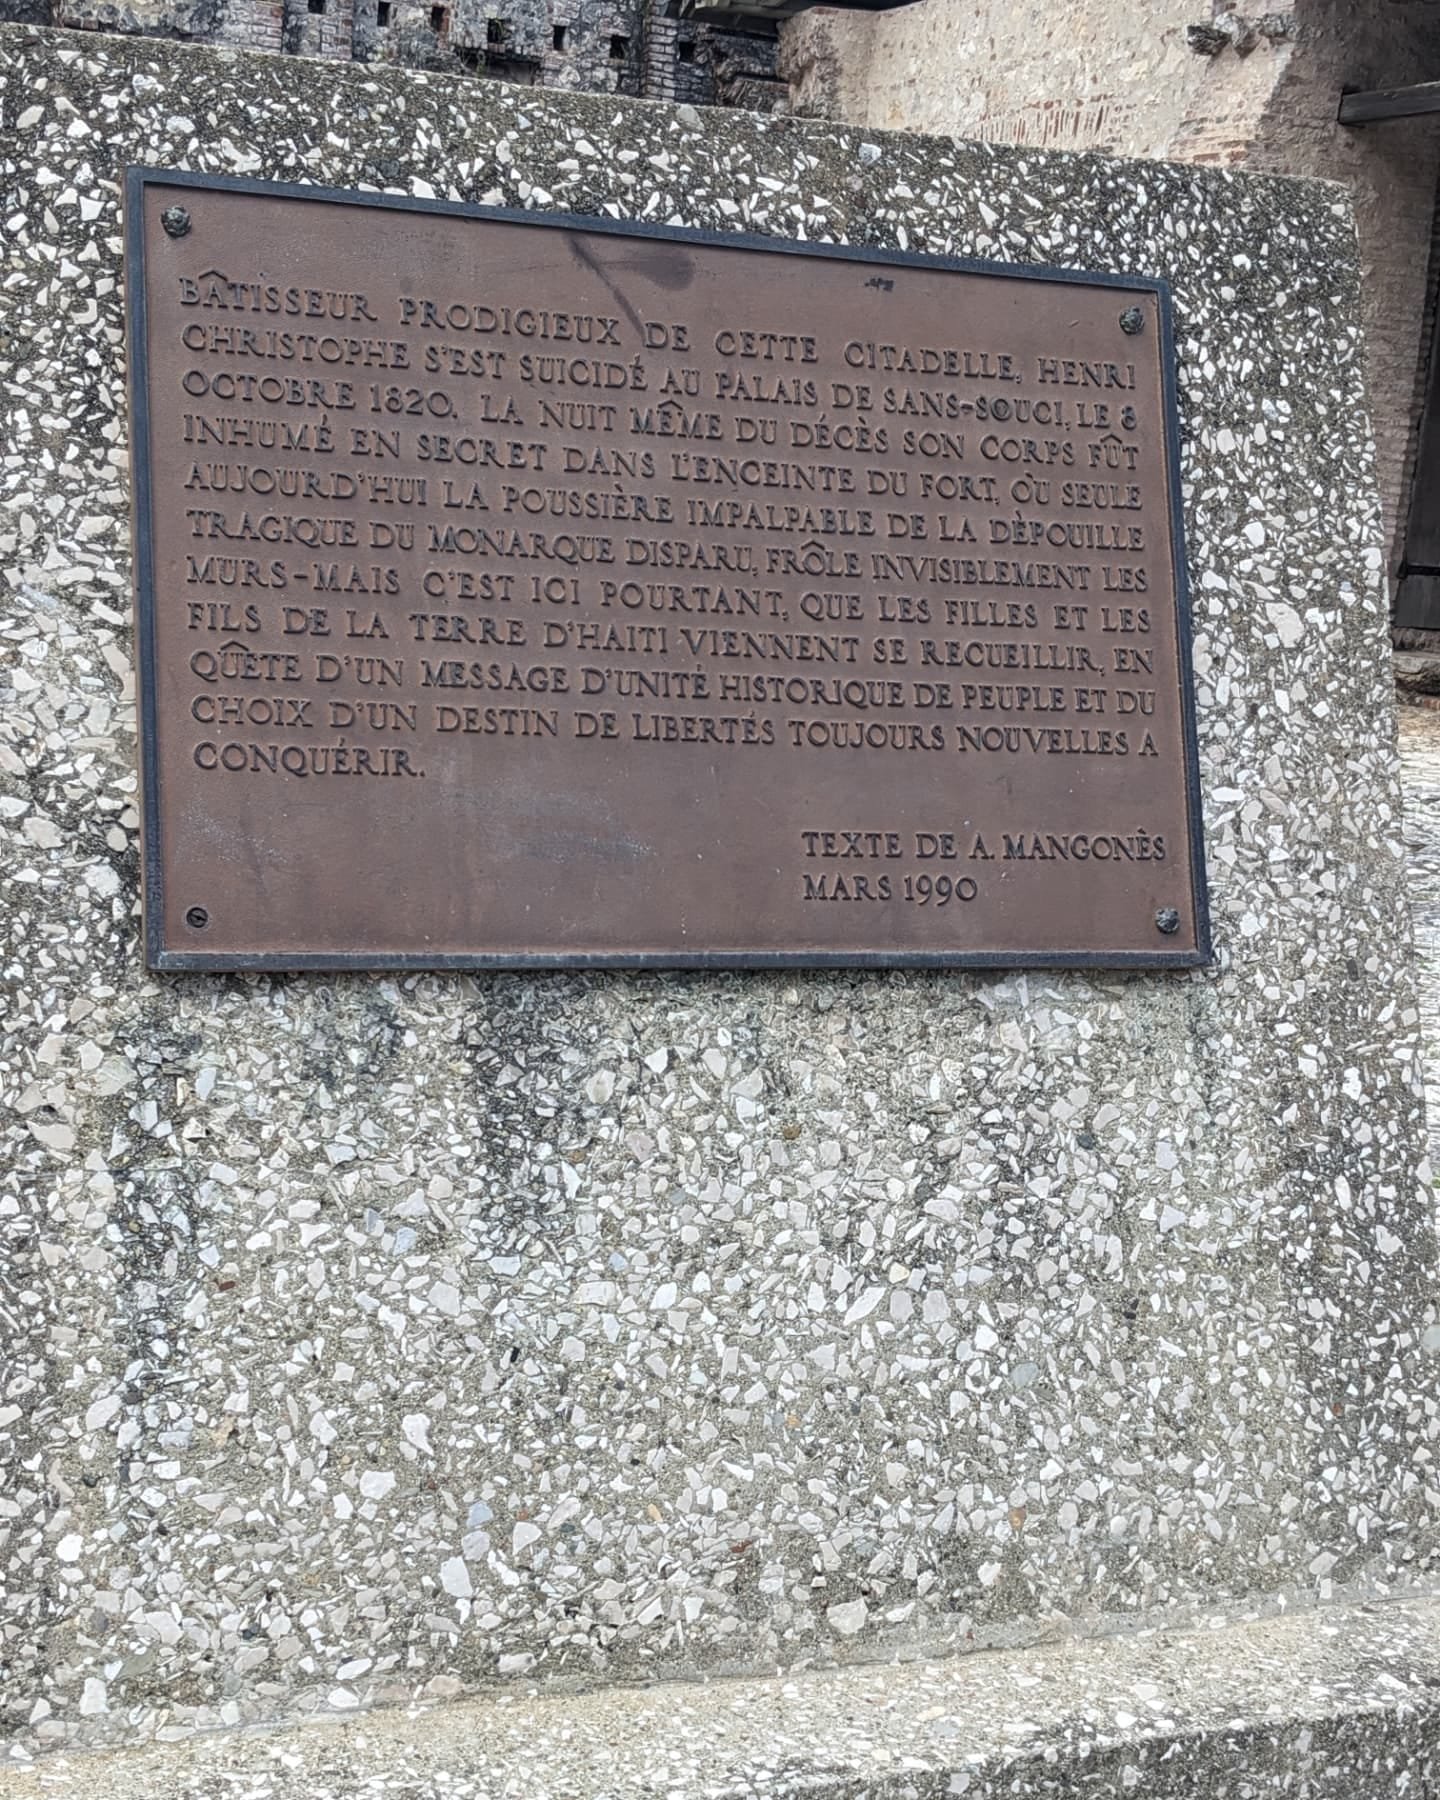 BÂTISSEUR PRODIGIEUX DE CETTE CITADELLE, HENRI
CHRISTOPHE S'EST SUICIDÉ AU PALAIS DE SANS-SOUCI, LE 8
OCTOBRE 1820. LA NUIT MÊME DU DÉCÈS SON CORPS FÛT
INHUMÉ EN SECRET DANS L'ENCEINTE DU FORT, OÙ SEULE
AUJOURD'HUI LA POUSSIÈRE IMPALPABLE DE LA DÈPOUILLE
TRAGIQUE DU MONARQUE DISPARU, FRÔLE INVISIBLEMENT LES
MURS-MAIS C'EST ICI POURTANT, QUE LES FILLES ET LES
FILS DE LA TERRE D'HAITI VIENNENT SE RECUEILLIR, EN
QUÊTE D'UN MESSAGE D'UNITÉ HISTORIQUE DE PEUPLE ET DU
CHOIX D'UN DESTIN DE LIBERTÉS TOUJOURS NOUVELLES A
CONQUÉRIR.
TEXTE DE A. MANGONÈS
MARS 1990